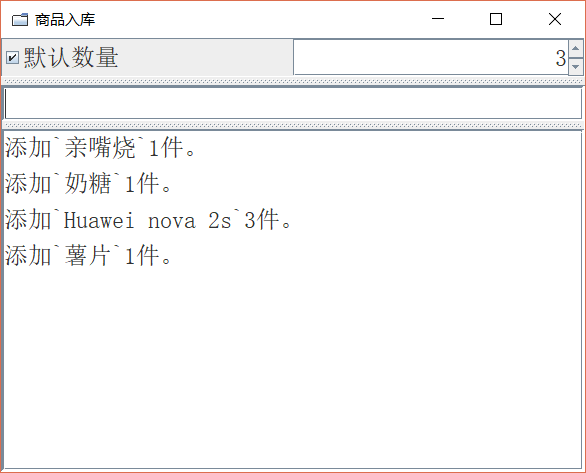 商品入库
默认数量
3
添加`亲嘴烧`1件。
添加`奶糖`1件。
添加`Huawei nova 2s`3件。
添加`薯片`1件。